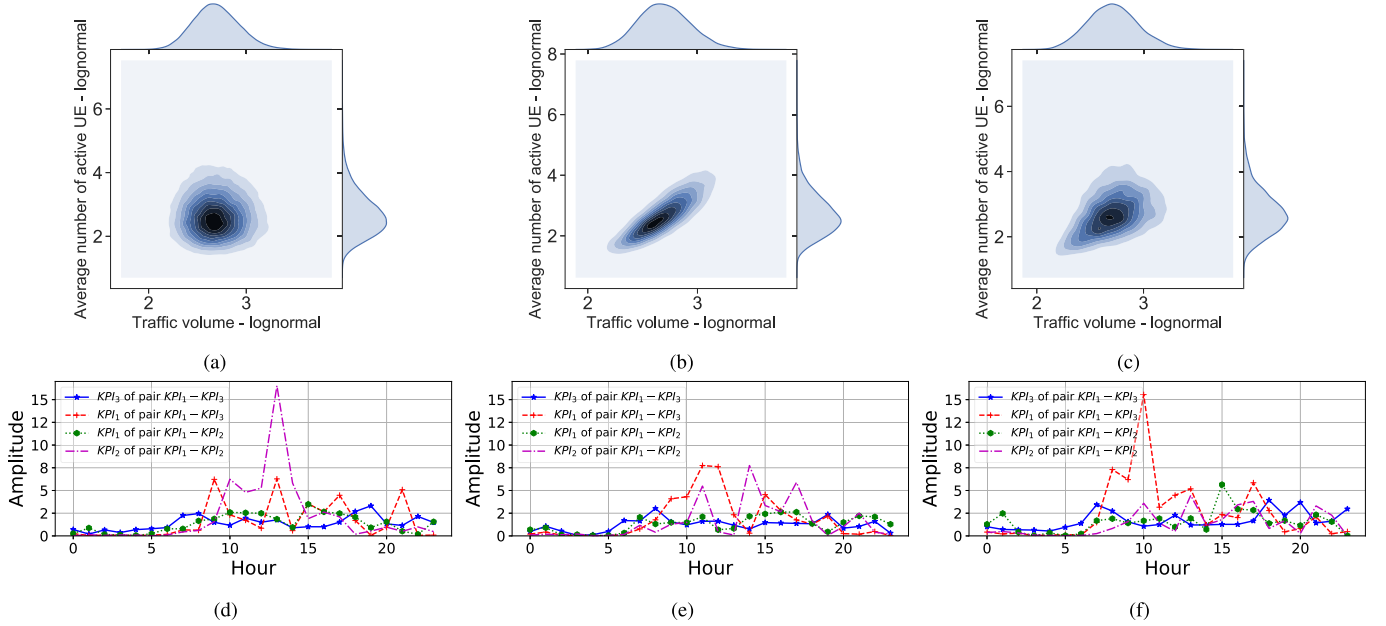 Average number of active UE - lognormal
6
4
2
2
3
Traffic volume - lognormal
(a)
Average number of active UE - lognormal
8
6
4
2
2
3
Traffic volume - lognormal
(b)
Average number of active UE - lognormal
6
4
2
2
3
Traffic volume - lognormal
(c)
Amplitude
15
12
10
8
5
2
0
KPI₃ of pair KPI₁ − KPI₃
KPI₁ of pair KPI₁ − KPI₃
KPI₁ of pair KPI₁ − KPI₂
KPI₂ of pair KPI₁ − KPI₂
0
5
10
15
20
Hour
(d)
Amplitude
15
12
10
8
5
2
0
KPI₃ of pair KPI₁ − KPI₃
KPI₁ of pair KPI₁ − KPI₃
KPI₁ of pair KPI₁ − KPI₂
KPI₂ of pair KPI₁ − KPI₂
0
5
10
15
20
Hour
(e)
Amplitude
15
12
10
8
5
2
0
KPI₃ of pair KPI₁ − KPI₃
KPI₁ of pair KPI₁ − KPI₃
KPI₁ of pair KPI₁ − KPI₂
KPI₂ of pair KPI₁ − KPI₂
0
5
10
15
20
Hour
(f)